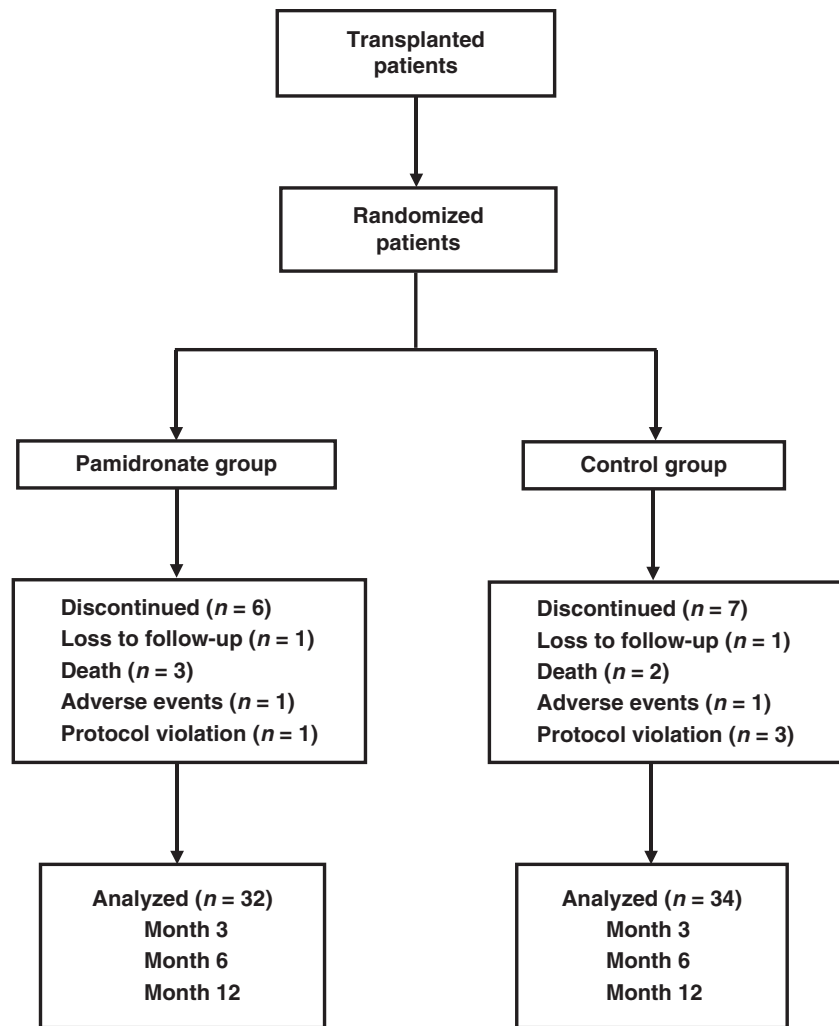 Transplanted
patients
Randomized
patients
Pamidronate group
Control group
Discontinued (n = 6)
Loss to follow-up (n = 1)
Death (n = 3)
Adverse events (n = 1)
Protocol violation (n = 1)
Discontinued (n = 7)
Loss to follow-up (n = 1)
Death (n = 2)
Adverse events (n = 1)
Protocol violation (n = 3)
Analyzed (n = 32)
Month 3
Month 6
Month 12
Analyzed (n = 34)
Month 3
Month 6
Month 12